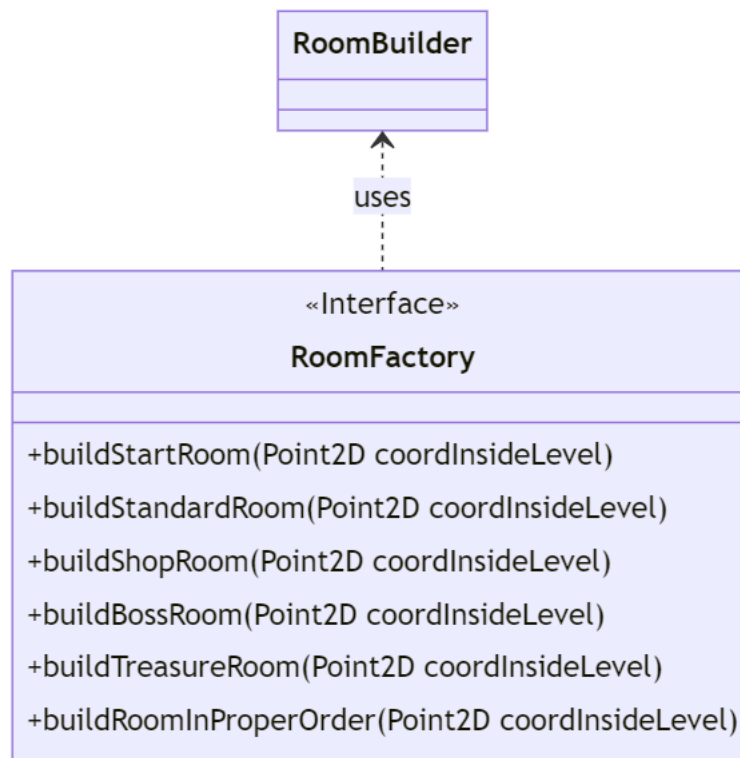 RoomBuilder
uses
«Interface»
RoomFactory
+buildStartRoom(Point2D coordInsideLevel)
+buildStandardRoom(Point2D coordInsideLevel)
+buildShopRoom(Point2D coordInsideLevel)
+buildBossRoom(Point2D coordInsideLevel)
+buildTreasureRoom(Point2D coordInsideLevel)
+buildRoomInProperOrder(Point2D coordInsideLevel)